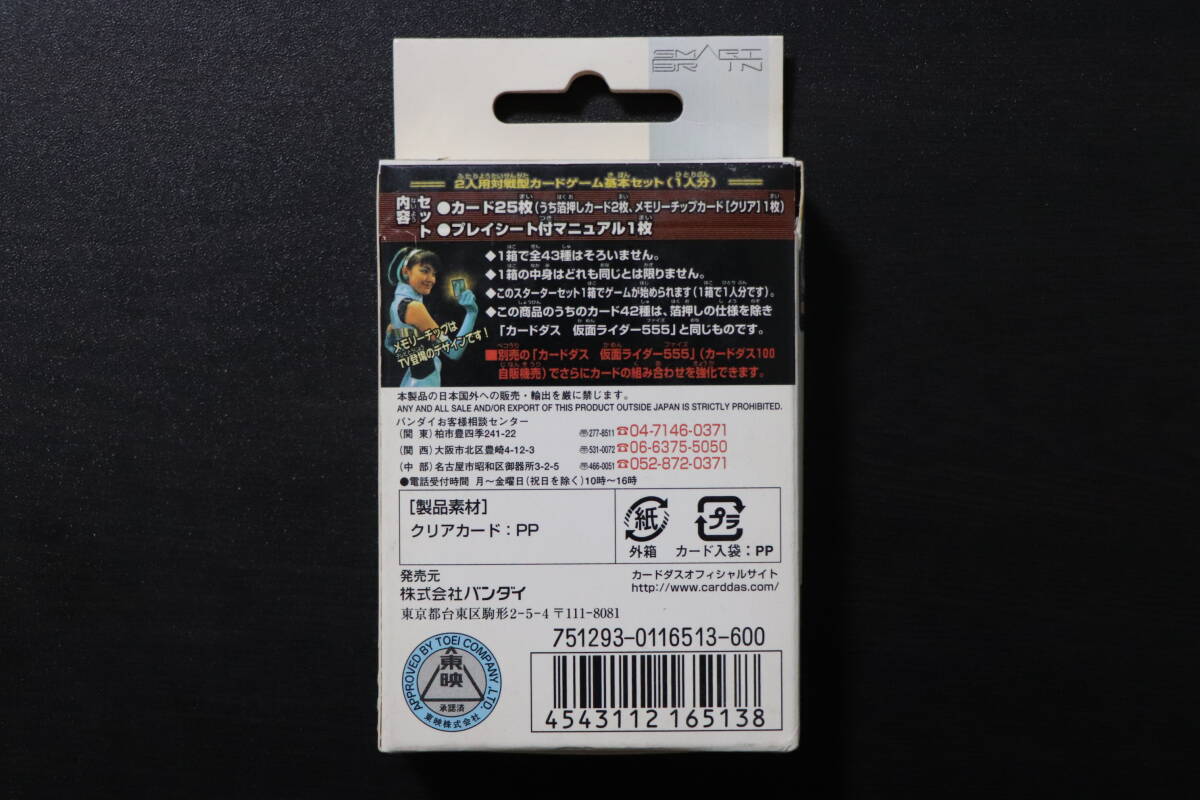 SMART
BRAIN
2人用対戦型カードゲーム基本セット(1人分)
セット内容
●カード25枚(うち箔押しカード2枚、メモリーチップカード[クリア]1枚)
●プレイシート付マニュアル1枚
◆1箱で全43種はそろいません。
◆1箱の中身はどれも同じとは限りません。
◆このスターターセット1箱でゲームが始められます(1箱で1人分です)。
◆この商品のうちのカード42種は、箔押しの仕様を除き
「カードダス 仮面ライダー555」と同じものです。
メモリーチップは
TV登場のデザインです!
■別売の「カードダス 仮面ライダー555」(カードダス100
自販機売)でさらにカードの組み合わせを強化できます。
本製品の日本国外への販売・輸出を厳に禁じます。
ANY AND ALL SALE AND/OR EXPORT OF THIS PRODUCT OUTSIDE JAPAN IS STRICTLY PROHIBITED.
バンダイお客様相談センター
(関 東)柏市豊四季241-22 〠277-8511 ☎04-7146-0371
(関 西)大阪市北区豊崎4-12-3 〠531-0072 ☎06-6375-5050
(中 部)名古屋市昭和区御器所3-2-5 〠466-0051 ☎052-872-0371
●電話受付時間 月〜金曜日(祝日を除く)10時〜16時
[製品素材]
クリアカード:PP
紙
外箱
プラ
カード入袋:PP
発売元
株式会社バンダイ
東京都台東区駒形2-5-4 〒111-8081
カードダスオフィシャルサイト
http://www.carddas.com/
751293-0116513-600
4543112 165138
APPROVED BY TOEI COMPANY, LTD.
東映
承認済
東映株式会社